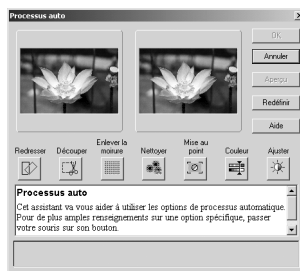 Processus auto
OK
Annuler
Aperçu
Redéfinir
Aide
Redresser
Découper
Enlever la
moirure
Nettoyer
Mise au
point
Couleur
Ajuster
Processus auto
Cet assistant va vous aider à utiliser les options de processus automatique.
Pour de plus amples renseignements sur une option spécifique, passer
votre souris sur son bouton.